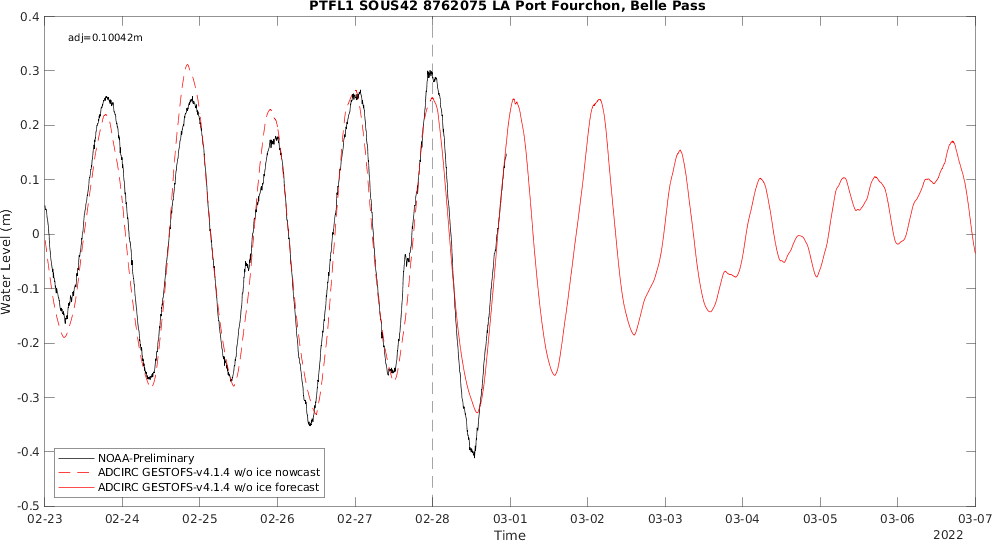 PTFL1 SOUS42 8762075 LA Port Fourchon, Belle Pass
adj=0.10042m
0.4
0.3
0.2
0.1
0
-0.1
-0.2
-0.3
-0.4
-0.5
Water Level (m)
NOAA-Preliminary
ADCIRC GESTOFS-v4.1.4 w/o ice nowcast
ADCIRC GESTOFS-v4.1.4 w/o ice forecast
02-23 02-24 02-25 02-26 02-27 02-28 03-01 03-02 03-03 03-04 03-05 03-06 03-07
Time
2022